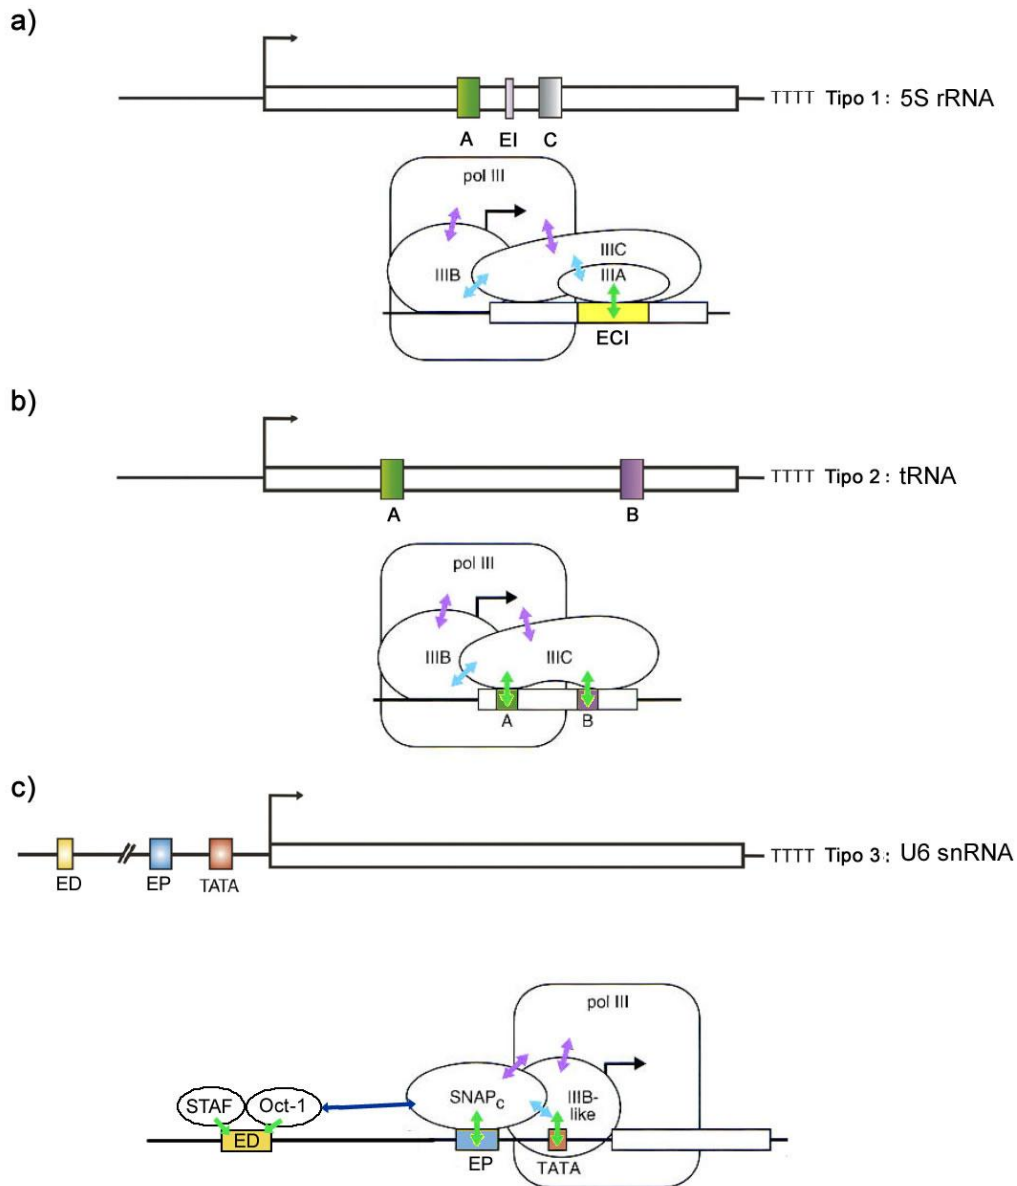 a)
TTTT Tipo 1: 5S rRNA
A EI C
pol III
IIIC
IIIB IIIA
ECI
b)
TTTT Tipo 2: tRNA
A B
pol III
IIIB IIIC
A B
c)
TTTT Tipo 3: U6 snRNA
ED EP TATA
pol III
STAF Oct-1 SNAPc IIIB-
like
ED
EP TATA